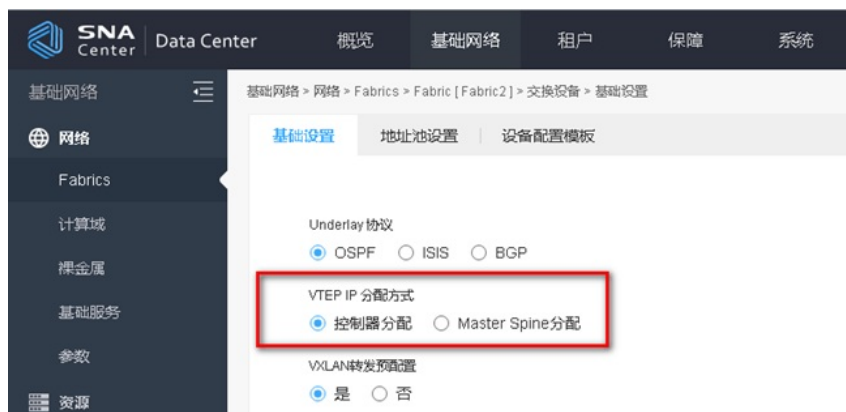 SNA Center Data Center 概览 基础网络 租户 保障 系统
基础网络 基础网络 > 网络 > Fabrics > Fabric [ Fabric2 ] > 交换设备 > 基础设置
网络 基础设置 地址池设置 设备配置模板
Fabrics
计算域 Underlay 协议
OSPF ISIS BGP
裸金属
VTEP IP 分配方式
基础服务 控制器分配 Master Spine分配
参数 VXLAN转发预配置
资源 是 否